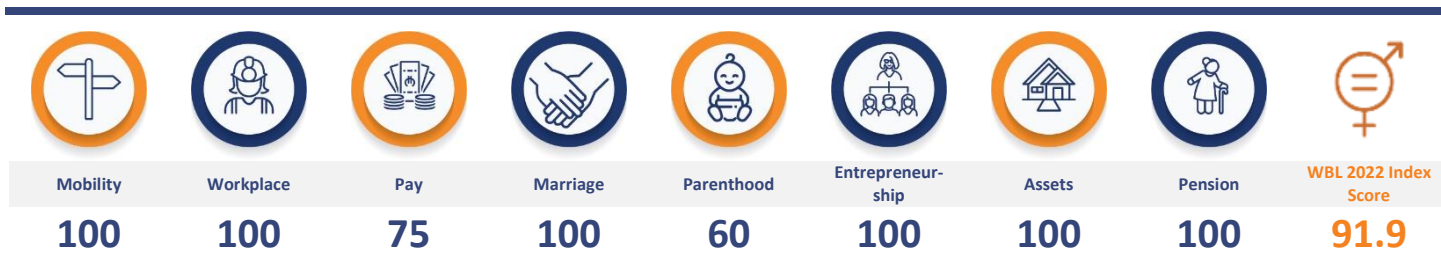 Mobility Workplace Pay Marriage Parenthood Entrepreneur-
ship Assets Pension WBL 2022 Index
Score
100 100 75 100 60 100 100 100 91.9